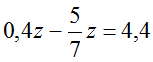 0,4z − 5/7 z = 4,4